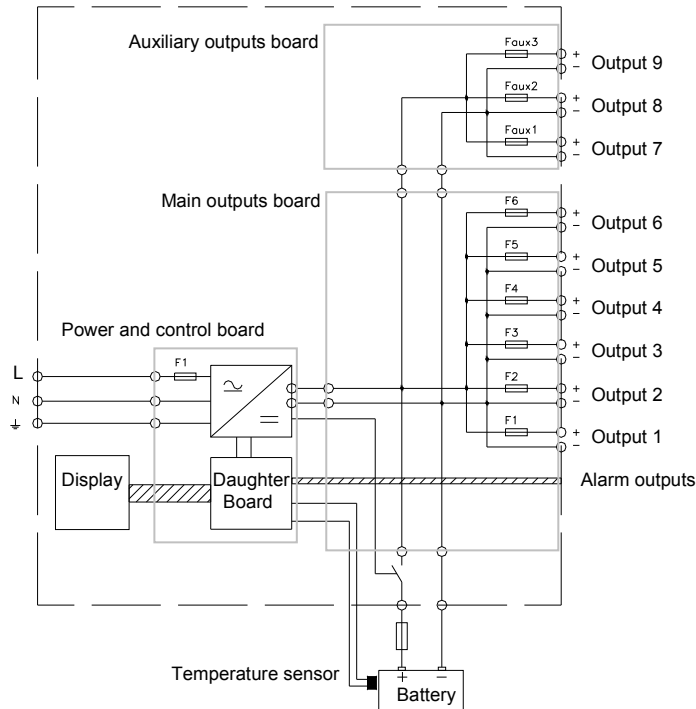 Auxiliary outputs board
Faux3
+
− Output 9
Faux2
+
− Output 8
Faux1
+
− Output 7
Main outputs board
F6
+
− Output 6
F5
+
− Output 5
F4
+
− Output 4
F3
+
− Output 3
F2
+
− Output 2
F1
+
− Output 1
Power and control board
L
F1
N
Display
Daughter
Board
Alarm outputs
Temperature sensor
+ −
Battery